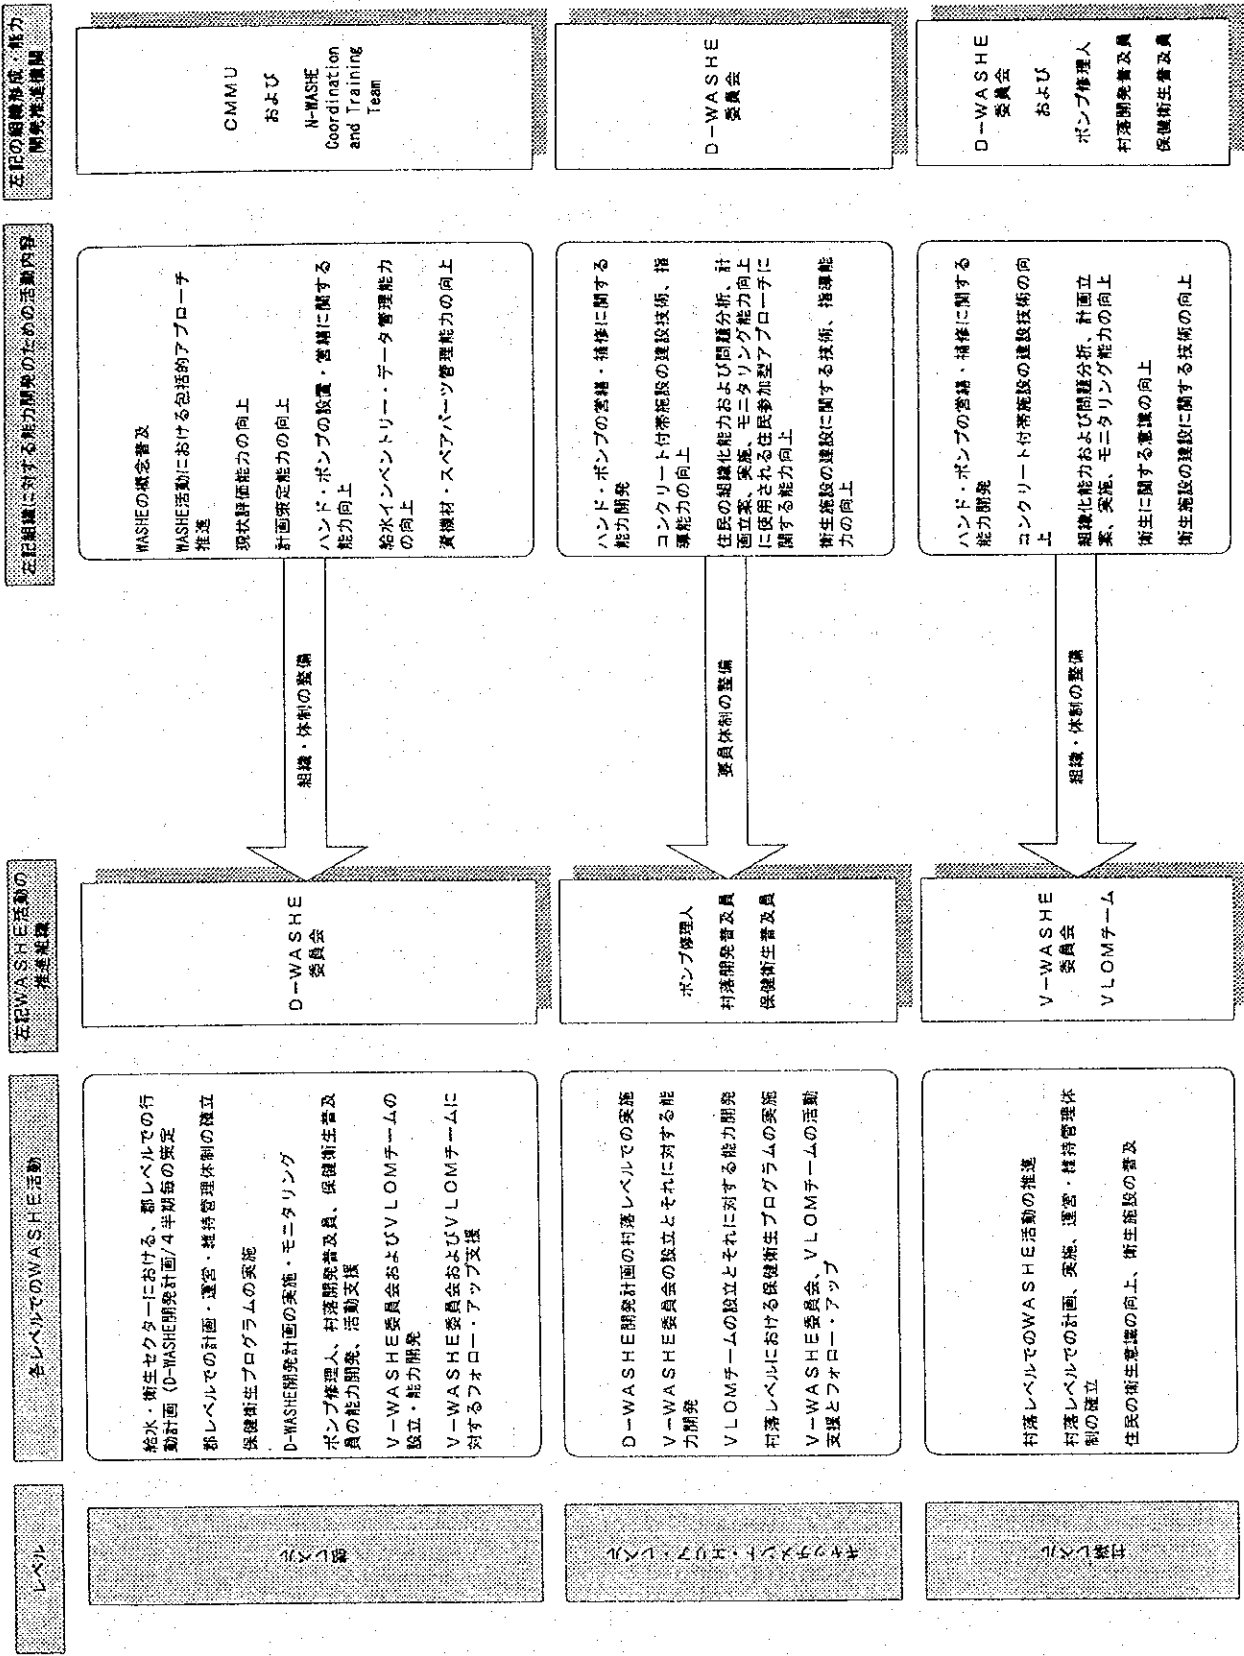 レベル
各レベルでのWASHE活動
左記WASHE活動の
推進組織
左記組織に対する能力開発のための活動内容
左記の組織形成・能力
開発推進機関
郡レベル
給水・衛生セクターにおける、郡レベルでの行
動計画（D-WASHE開発計画/4半期毎の策定
郡レベルでの計画・運営・維持管理体制の確立
保健衛生プログラムの実施
D-WASHE開発計画の実施・モニタリング
ポンプ修理人、村落開発普及員、保健衛生普及
員の能力開発、活動支援
V－WASHE委員会およびVLOMチームの
設立・能力開発
V－WASHE委員会およびVLOMチームに
対するフォロー・アップ支援
D－WASHE
委員会
組織・体制の整備
WASHEの概念普及
WASHE活動における包括的アプローチ
推進
現状評価能力の向上
計画策定能力の向上
ハンド・ポンプの設置・営繕に関する
能力向上
給水インベントリー・データ管理能力
の向上
資機材・スペアパーツ管理能力の向上
CMMU
および
N-WASHE
Coordination
and Training
Team
キャッチメント・エリア・レベル
D－WASHE開発計画の村落レベルでの実施
V－WASHE委員会の設立とそれに対する能
力開発
VLOMチームの設立とそれに対する能力開発
村落レベルにおける保健衛生プログラムの実施
V－WASHE委員会、VLOMチームの活動
支援とフォロー・アップ
ポンプ修理人
村落開発普及員
保健衛生普及員
要員体制の整備
ハンド・ポンプの営繕・補修に関する
能力開発
コンクリート付帯施設の建設技術、指
導能力の向上
住民の組織化能力および問題分析、計
画立案、実施、モニタリング能力向上
に使用される住民参加型アプローチに
関する能力向上
衛生施設の建設に関する技術、指導能
力の向上
D－WASHE
委員会
村落レベル
村落レベルでのWASHE活動の推進
村落レベルでの計画、実施、運営・維持管理体
制の確立
住民の衛生意識の向上、衛生施設の普及
V－WASHE
委員会
VLOMチーム
組織・体制の整備
ハンド・ポンプの営繕・補修に関する
能力開発
コンクリート付帯施設の建設技術の向
上
組織化能力および問題分析、計画立
案、実施、モニタリング能力の向上
衛生に関する意識の向上
衛生施設の建設に関する技術の向上
D－WASHE
委員会
および
ポンプ修理人
村落開発普及員
保健衛生普及員